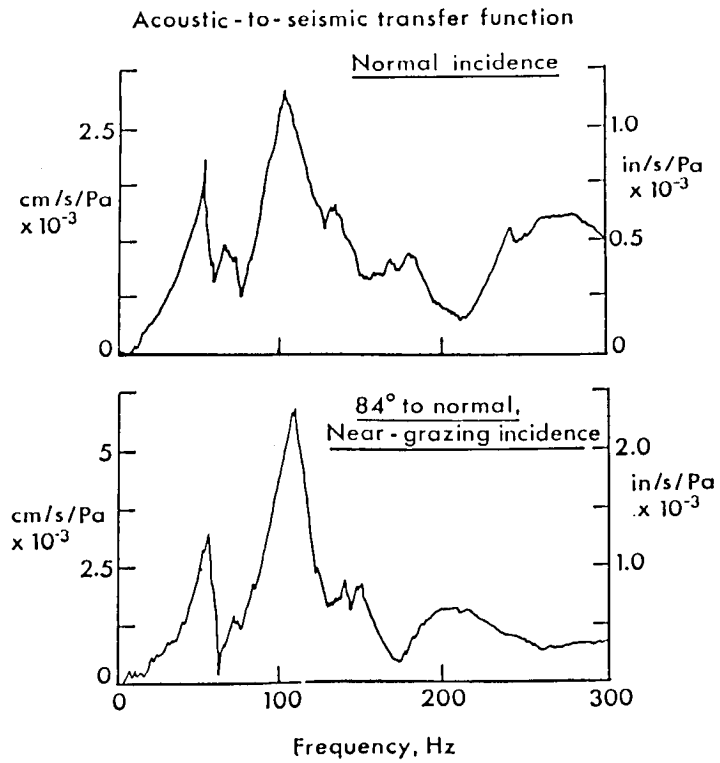 Acoustic-to-seismic transfer function
Normal incidence
2.5
cm/s/Pa
x 10-3
0
1.0
in/s/Pa
x 10-3
0.5
0
84° to normal,
Near-grazing incidence
5
cm/s/Pa
x 10-3
2.5
0
2.0
in/s/Pa
x 10-3
1.0
0 100 200 300
Frequency, Hz